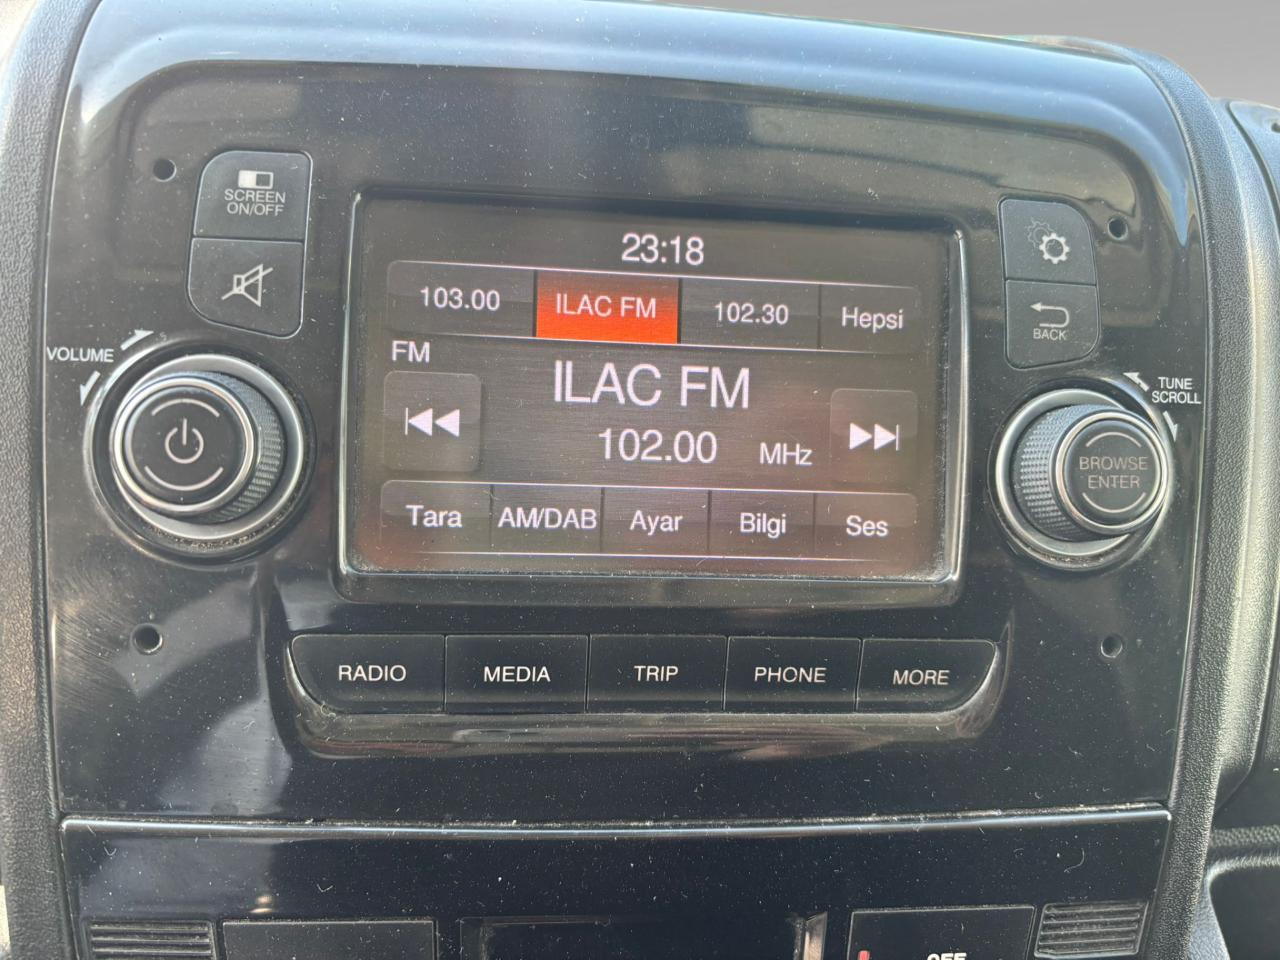 SCREEN
ON/OFF
23:18
103.00 ILAC FM 102.30 Hepsi
FM
ILAC FM
102.00 MHz
Tara AM/DAB Ayar Bilgi Ses
VOLUME
BACK
TUNE
SCROLL
BROWSE
ENTER
RADIO MEDIA TRIP PHONE MORE
OFF